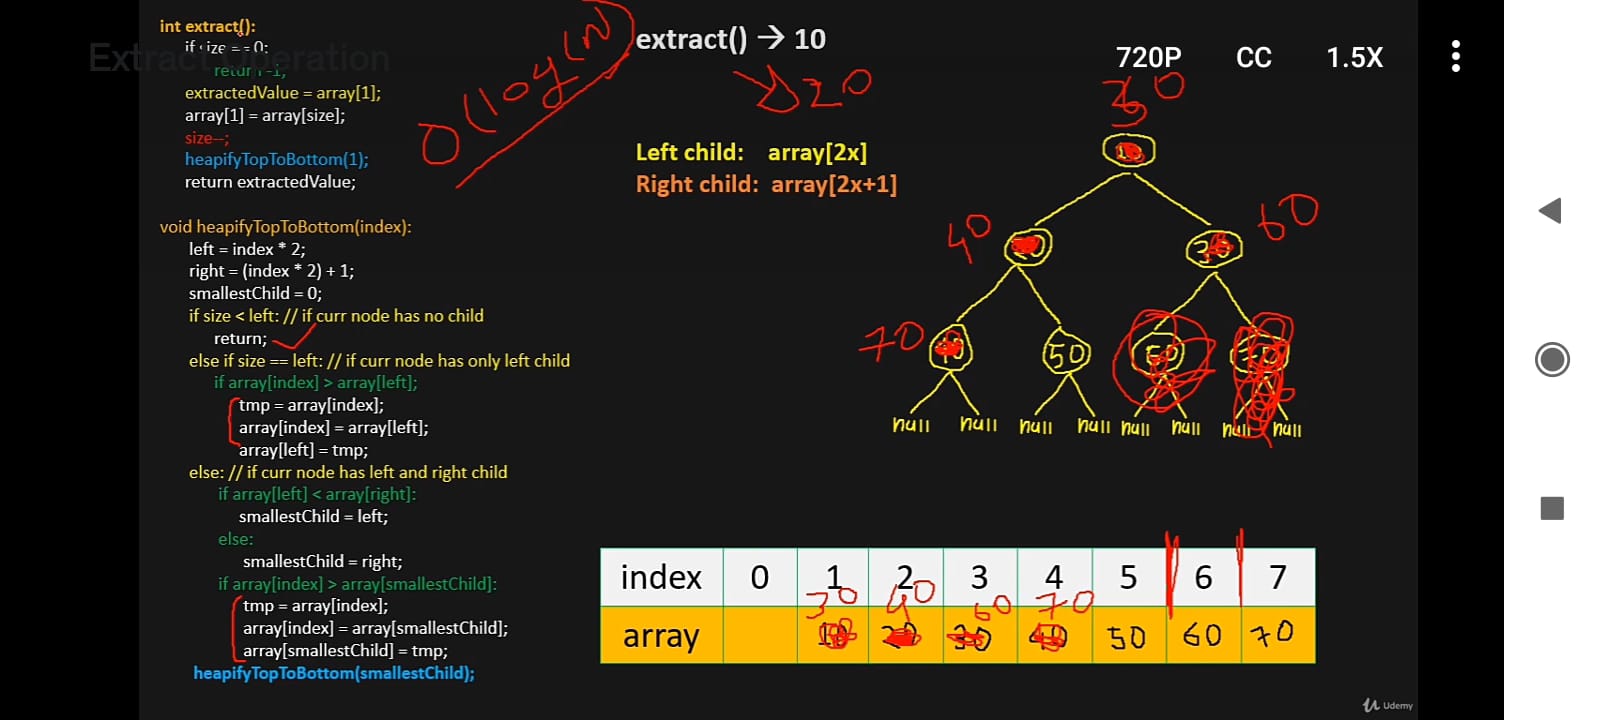 int extract():
if size == 0:
return -1;
Extract Operation
extractedValue = array[1];
array[1] = array[size];
size--;
heapifyTopToBottom(1);
return extractedValue;
void heapifyTopToBottom(index):
left = index * 2;
right = (index * 2) + 1;
smallestChild = 0;
if size < left: // if curr node has no child
return;
else if size == left: // if curr node has only left child
if array[index] > array[left];
tmp = array[index];
array[index] = array[left];
array[left] = tmp;
else: // if curr node has left and right child
if array[left] < array[right]:
smallestChild = left;
else:
smallestChild = right;
if array[index] > array[smallestChild]:
tmp = array[index];
array[index] = array[smallestChild];
array[smallestChild] = tmp;
heapifyTopToBottom(smallestChild);
O(log(N)
extract() → 10
20
Left child: array[2x]
Right child: array[2x+1]
720P CC 1.5X
30
40 60
70 50
null null null null null null null null
index 0 1 2 3 4 5 6 7
30 40 60 70
array 10 20 30 40 50 60 70
Udemy